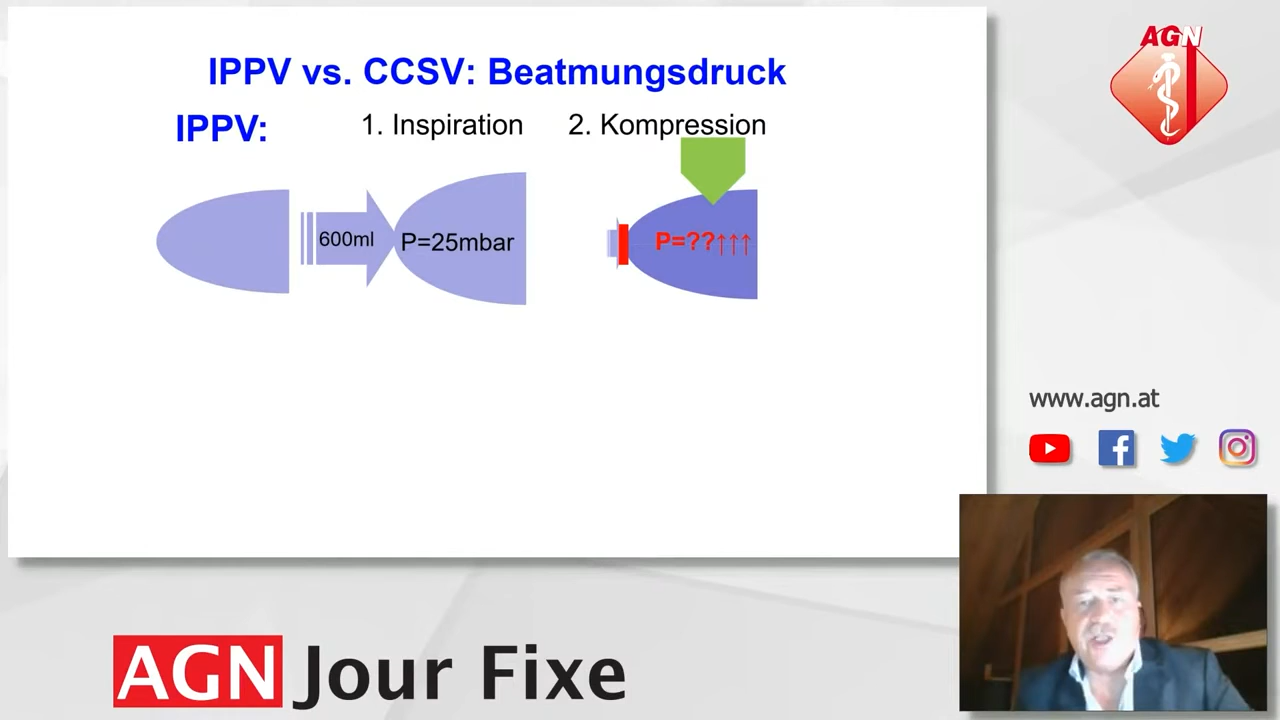 IPPV vs. CCSV: Beatmungsdruck
IPPV:
1. Inspiration
2. Kompression
600ml
P=25mbar
P=??↑↑↑
AGN
www.agn.at
AGN Jour Fixe